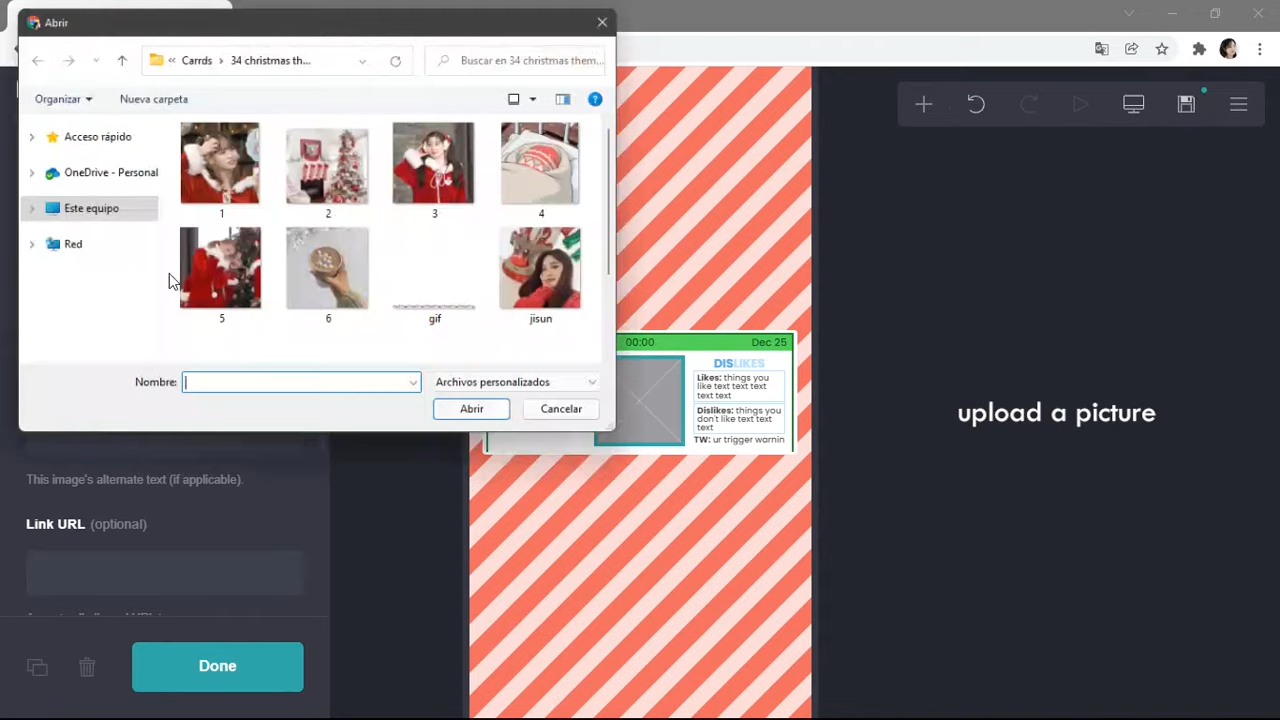 Abrir
Carrds
34 christmas th...
Buscar en 34 christmas them...
Organizar
Nueva carpeta
Acceso rápido
OneDrive - Personal
Este equipo
Red
1
2
3
4
5
6
gif
jisun
Nombre:
Archivos personalizados
Abrir
Cancelar
00:00
Dec 25
DISLIKES
Likes: things you
like text text text
text text
Dislikes: things you
don't like text text
text
TW: ur trigger warnin
upload a picture
This image's alternate text (if applicable).
Link URL (optional)
Done